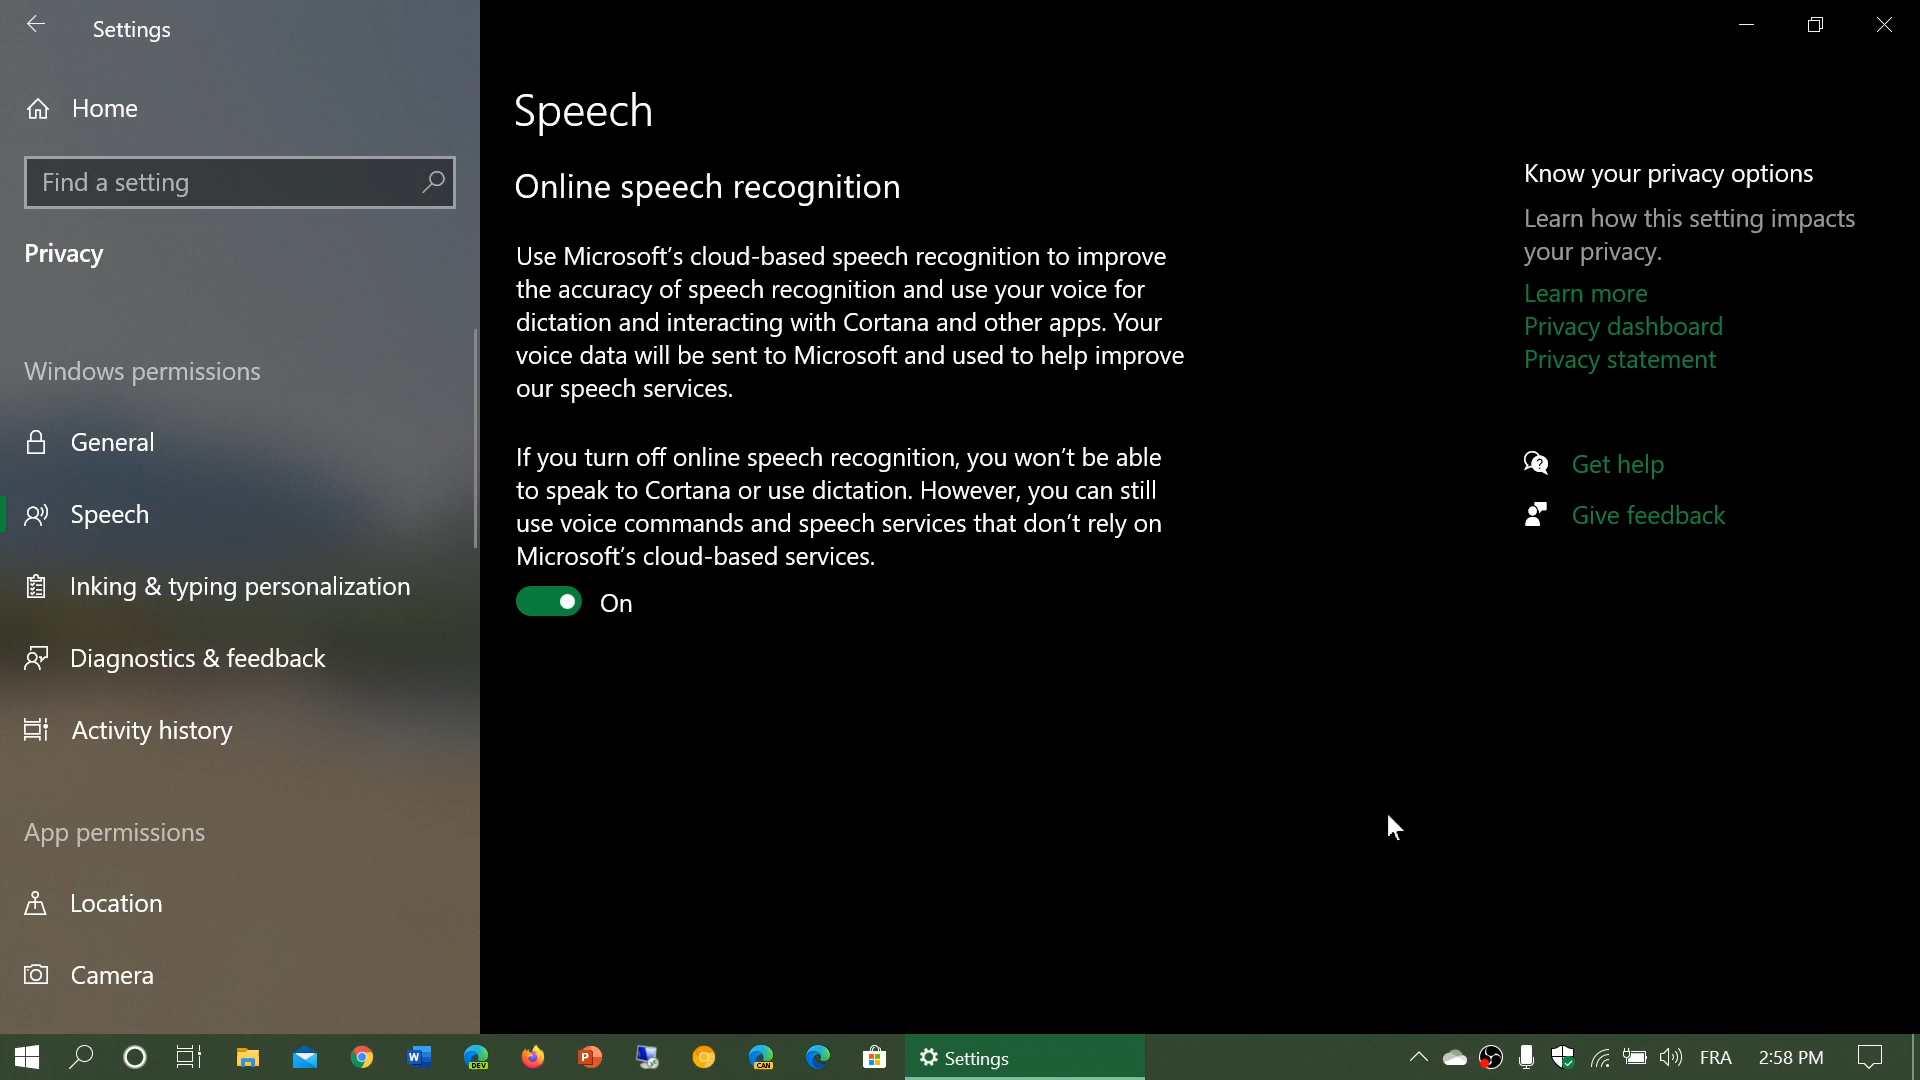 Settings
Home
Find a setting
Privacy
Windows permissions
General
Speech
Inking & typing personalization
Diagnostics & feedback
Activity history
App permissions
Location
Camera
Speech
Online speech recognition
Use Microsoft’s cloud-based speech recognition to improve
the accuracy of speech recognition and use your voice for
dictation and interacting with Cortana and other apps. Your
voice data will be sent to Microsoft and used to help improve
our speech services.
If you turn off online speech recognition, you won’t be able
to speak to Cortana or use dictation. However, you can still
use voice commands and speech services that don’t rely on
Microsoft’s cloud-based services.
On
Know your privacy options
Learn how this setting impacts
your privacy.
Learn more
Privacy dashboard
Privacy statement
Get help
Give feedback
W
DEV
P
CAN
Settings
FRA
2:58 PM